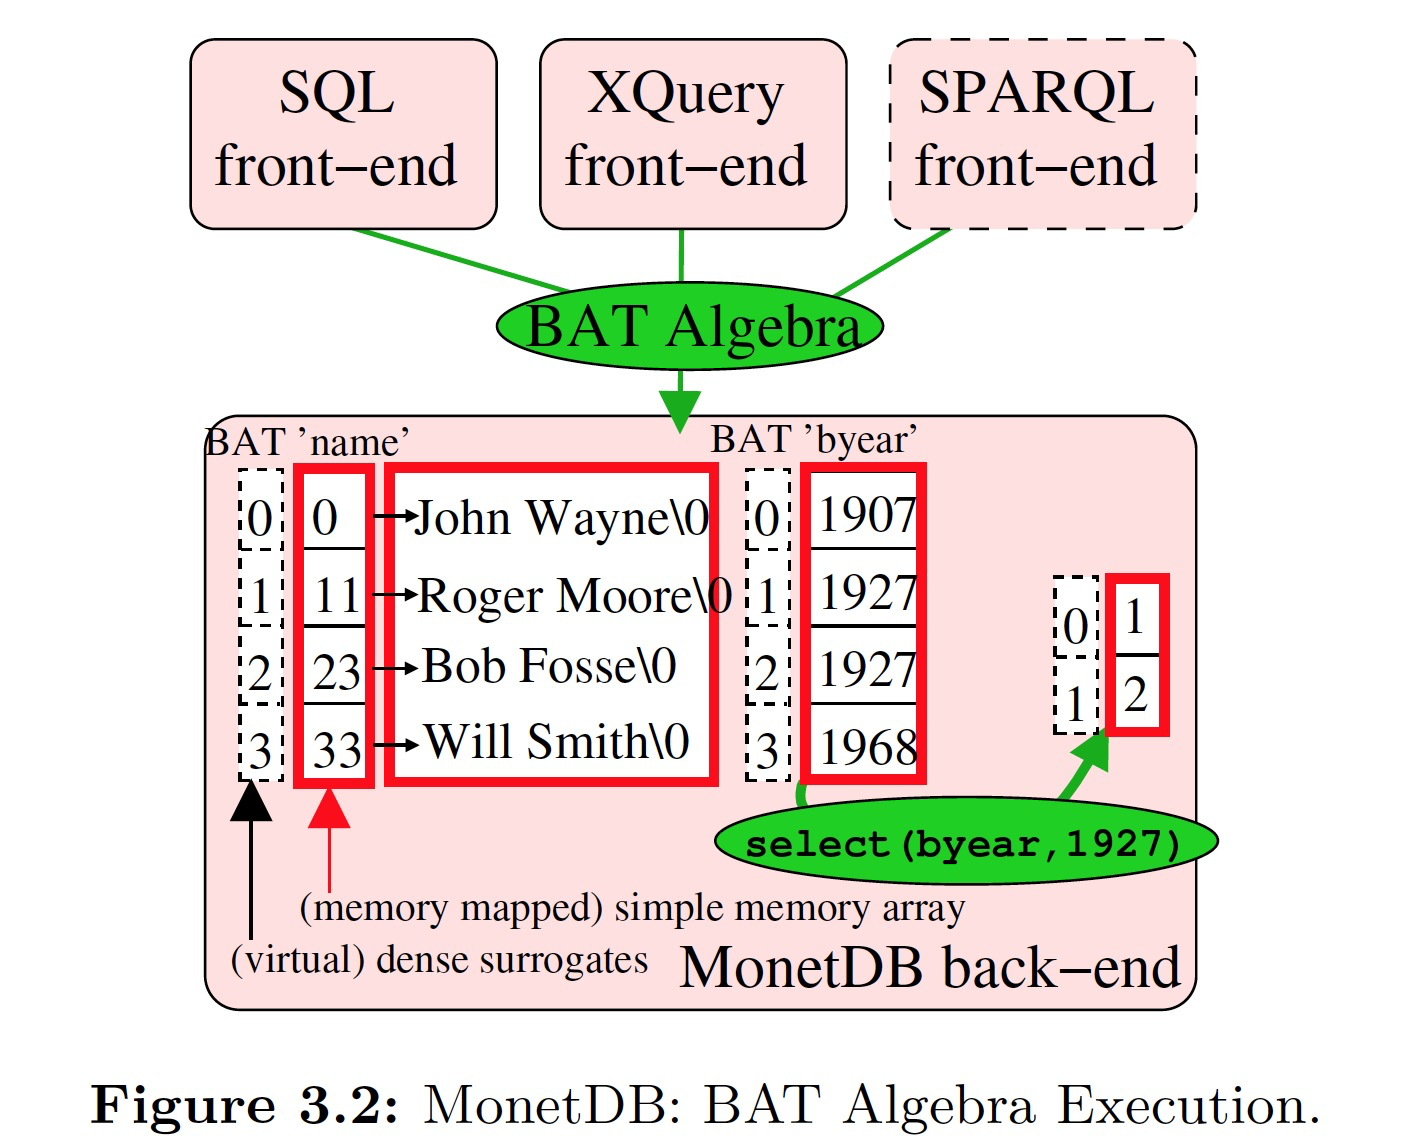 SQL
front−end
XQuery
front−end
SPARQL
front−end
BAT Algebra
BAT ’name’
BAT ’byear’
0 0 John Wayne\0 0 1907
1 11 Roger Moore\0 1 1927
2 23 Bob Fosse\0 2 1927
3 33 Will Smith\0 3 1968
0 1
1 2
select(byear,1927)
(memory mapped) simple memory array
(virtual) dense surrogates
MonetDB back−end
Figure 3.2: MonetDB: BAT Algebra Execution.